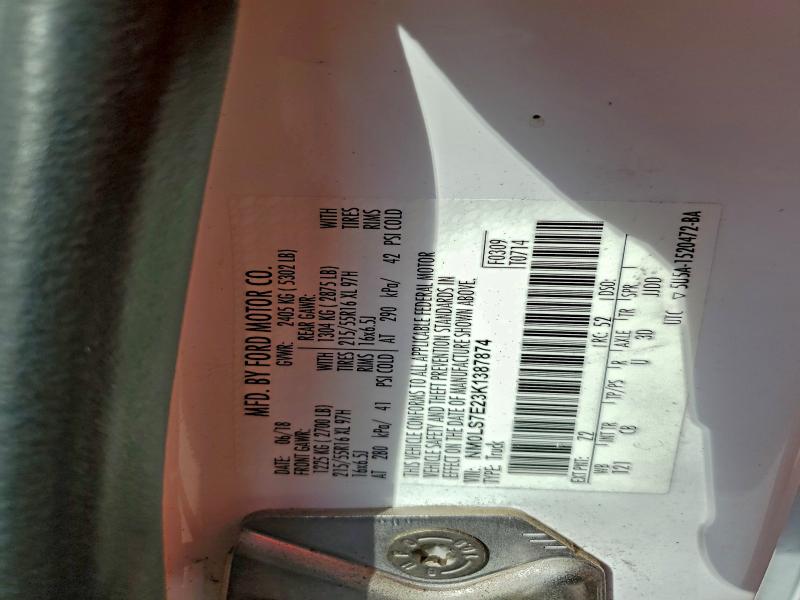 MFD. BY FORD MOTOR CO.
DATE: 06/18 GVWR: 2405 KG ( 5302 LB)
FRONT GAWR: REAR GAWR:
1225 KG ( 2700 LB) WITH 1304 KG ( 2875 LB) WITH
215/55R16 XL 97H TIRES 215/55R16 XL 97H TIRES
16x6.5J RIMS 16x6.5J RIMS
AT 280 kPa/ 41 PSI COLD AT 290 kPa/ 42 PSI COLD
THIS VEHICLE CONFORMS TO ALL APPLICABLE FEDERAL MOTOR
VEHICLE SAFETY AND THEFT PREVENTION STANDARDS IN
EFFECT ON THE DATE OF MANUFACTURE SHOWN ABOVE.
VIN: NM0LS7E23K1387874 F0309
TYPE: Truck T0714
EXT PNT: Z2 RC: 52 DSO:
WB INT TR TP/PS R AXLE TR SPR
121 CB U 3D JJDD
UTC ▽ 5U5A-1520472-BA